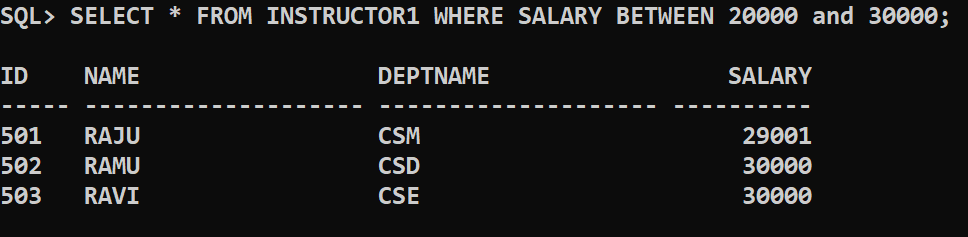 SQL> SELECT * FROM INSTRUCTOR1 WHERE SALARY BETWEEN 20000 and 30000;
ID    NAME                 DEPTNAME                 SALARY
----- -------------------- -------------------- ----------
501   RAJU                 CSM                       29001
502   RAMU                 CSD                       30000
503   RAVI                 CSE                       30000